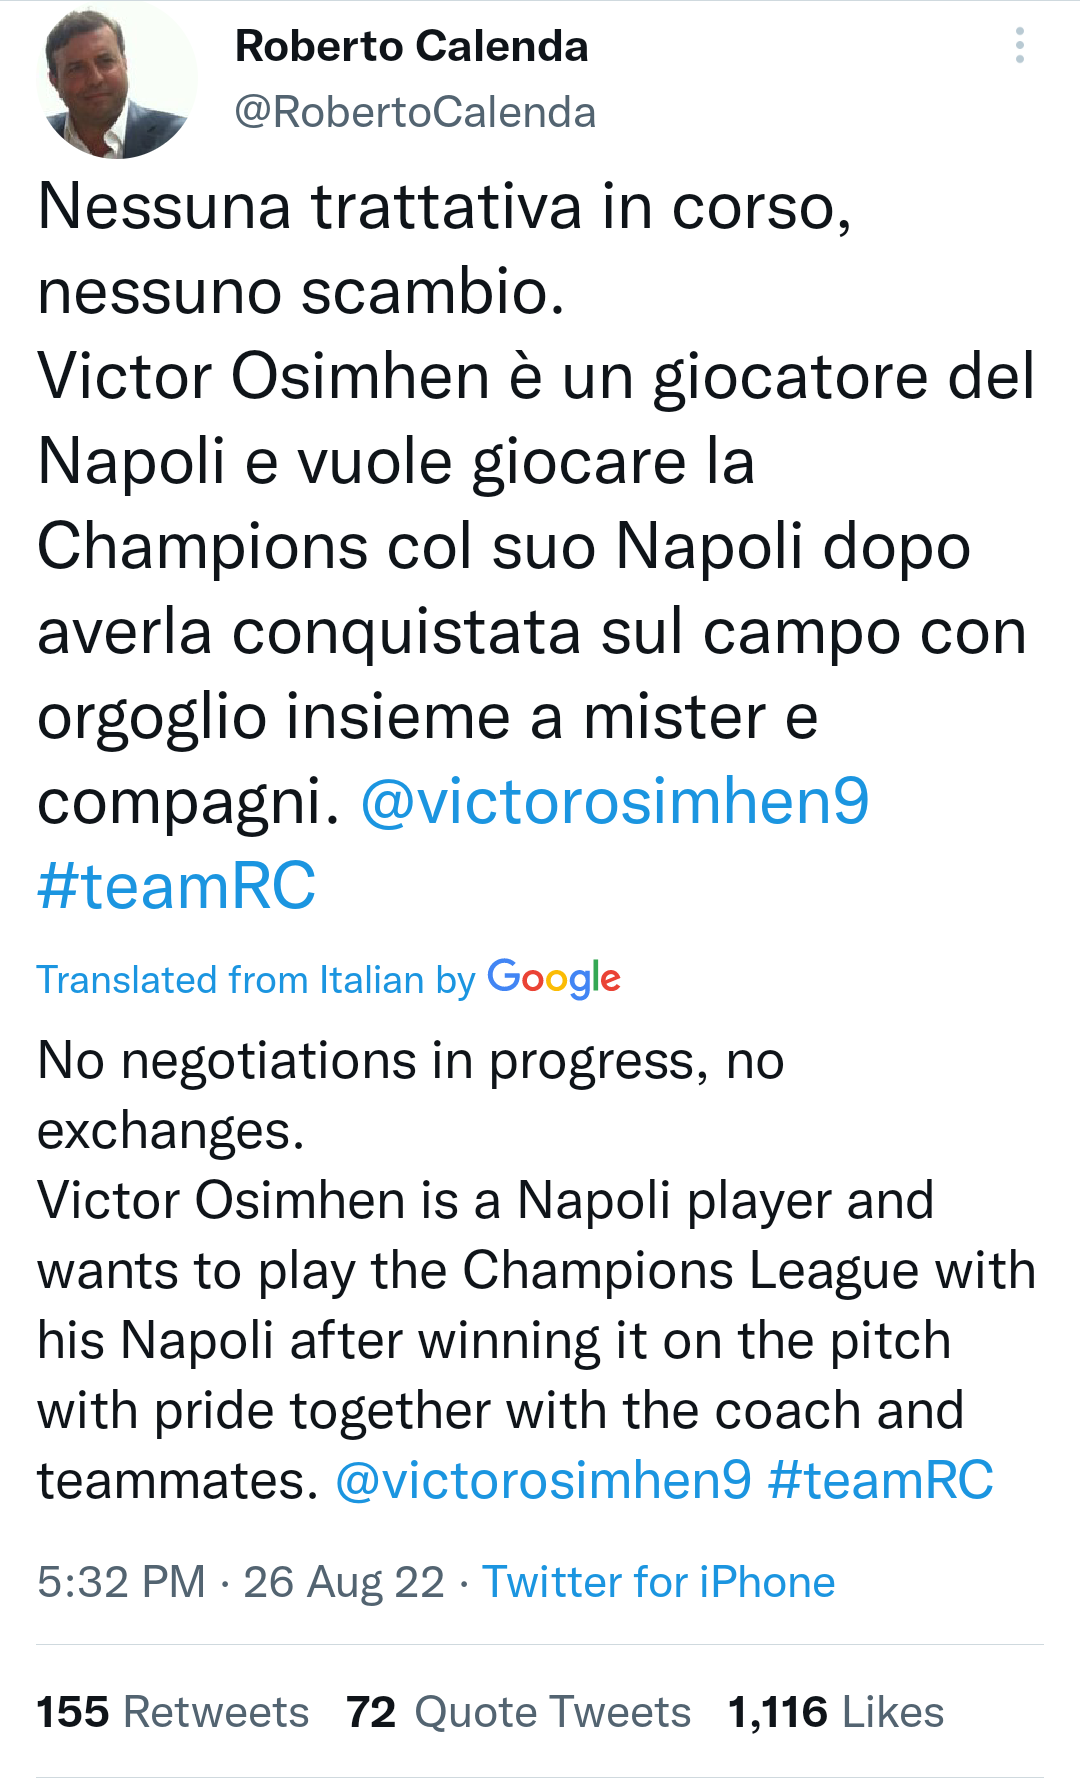 Roberto Calenda
@RobertoCalenda
Nessuna trattativa in corso,
nessuno scambio.
Victor Osimhen è un giocatore del
Napoli e vuole giocare la
Champions col suo Napoli dopo
averla conquistata sul campo con
orgoglio insieme a mister e
compagni. @victorosimhen9
#teamRC
Translated from Italian by Google
No negotiations in progress, no
exchanges.
Victor Osimhen is a Napoli player and
wants to play the Champions League with
his Napoli after winning it on the pitch
with pride together with the coach and
teammates. @victorosimhen9 #teamRC
5:32 PM · 26 Aug 22 · Twitter for iPhone
155 Retweets 72 Quote Tweets 1,116 Likes